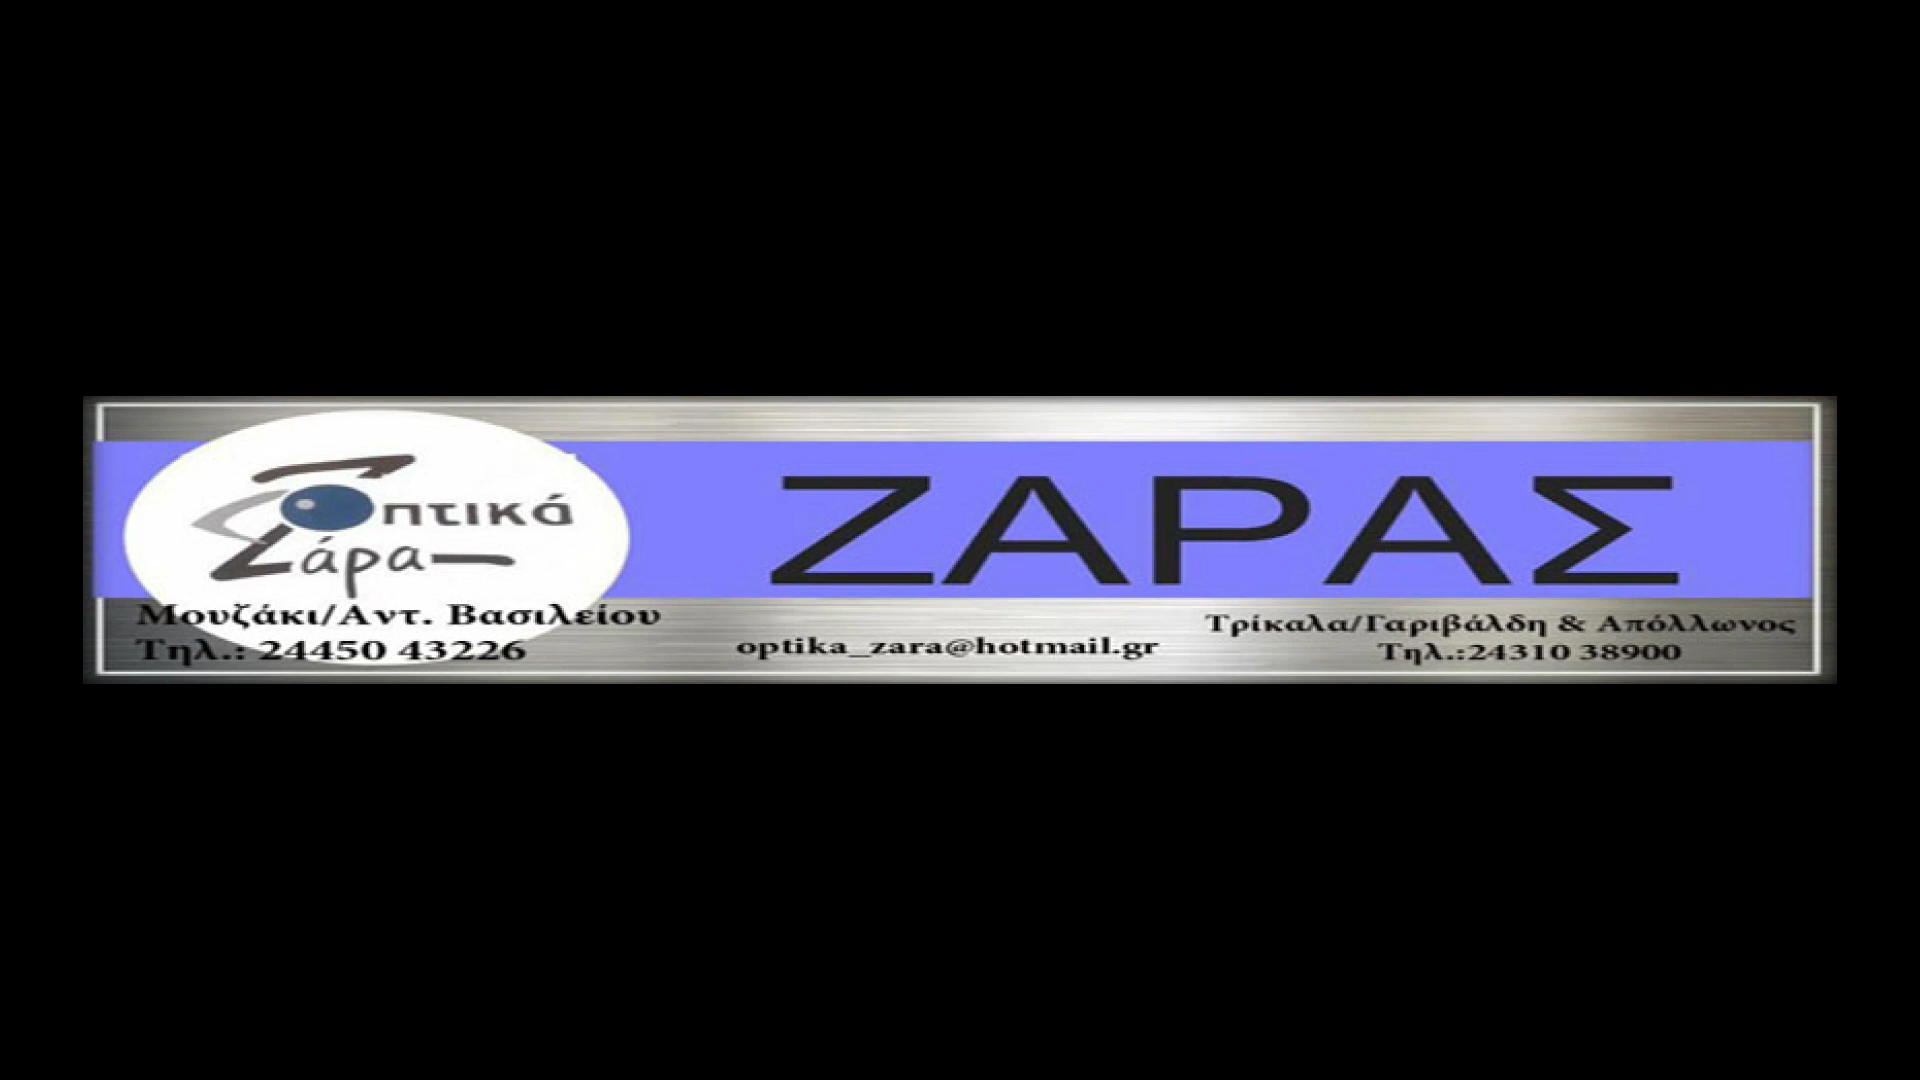 Οπτικά
Ζάρα
ΖΑΡΑΣ
Μουζάκι/Αντ. Βασιλείου
Τηλ.: 24450 43226
optika_zara@hotmail.gr
Τρίκαλα/Γαριβάλδη & Απόλλωνος
Τηλ.:24310 38900